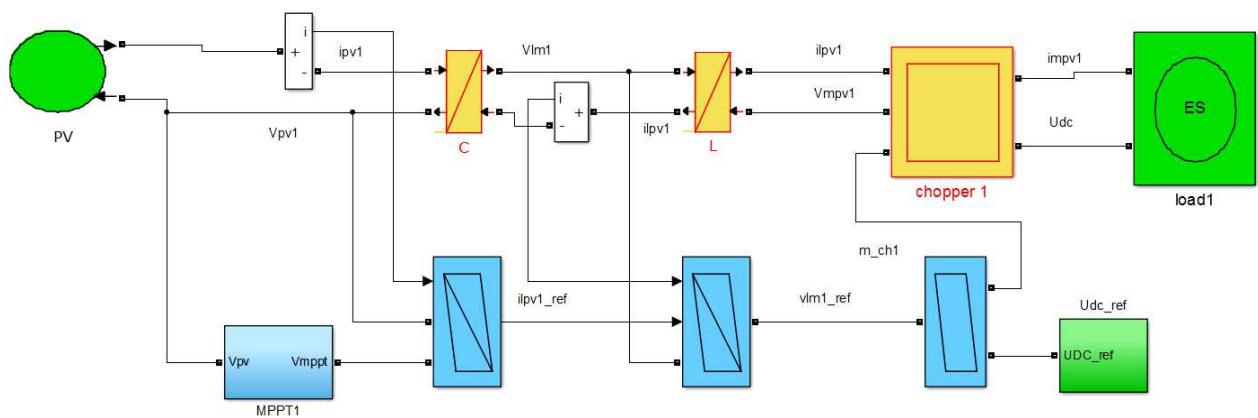 i
+
-
ipv1
Vlm1
ilpv1
impv1
Vmpv1
ES
PV
Vpv1
C
i
-
+
ilpv1
L
Udc
chopper 1
load1
m_ch1
ilpv1_ref
vlm1_ref
Udc_ref
Vpv
Vmppt
UDC_ref
MPPT1